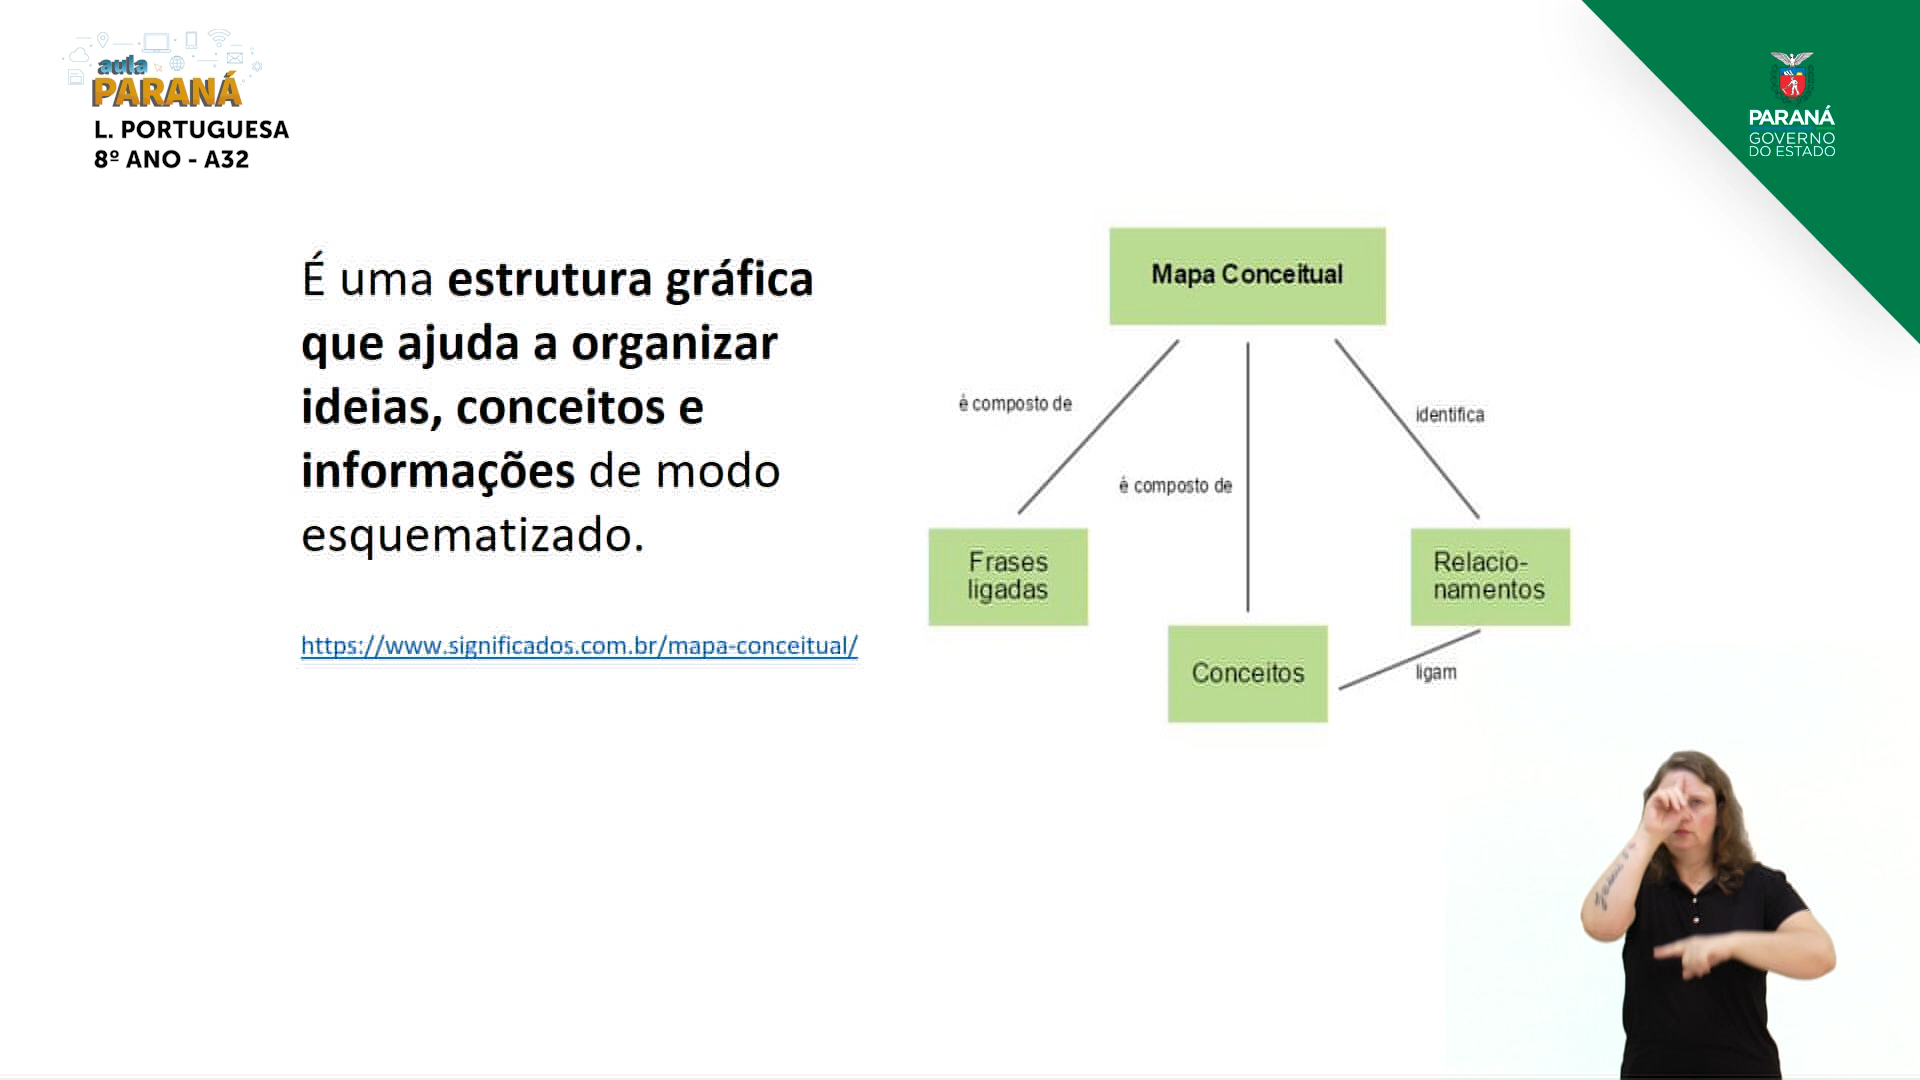 aula
PARANÁ
L. PORTUGUESA
8º ANO - A32
PARANÁ
GOVERNO
DO ESTADO
É uma estrutura gráfica
que ajuda a organizar
ideias, conceitos e
informações de modo
esquematizado.
https://www.significados.com.br/mapa-conceitual/
Mapa Conceitual
é composto de
identifica
é composto de
Frases
ligadas
Relacio-
namentos
Conceitos
ligam